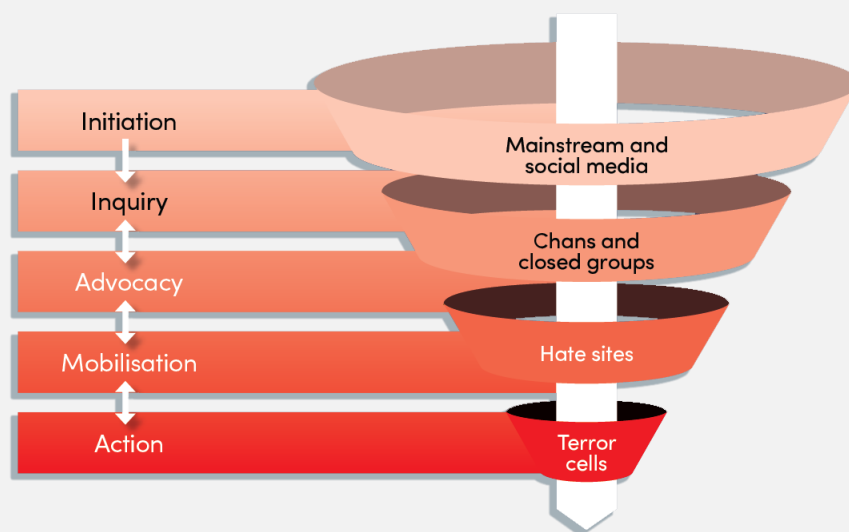 Initiation
Mainstream and
social media
Inquiry
Chans and
closed groups
Advocacy
Hate sites
Mobilisation
Action
Terror
cells